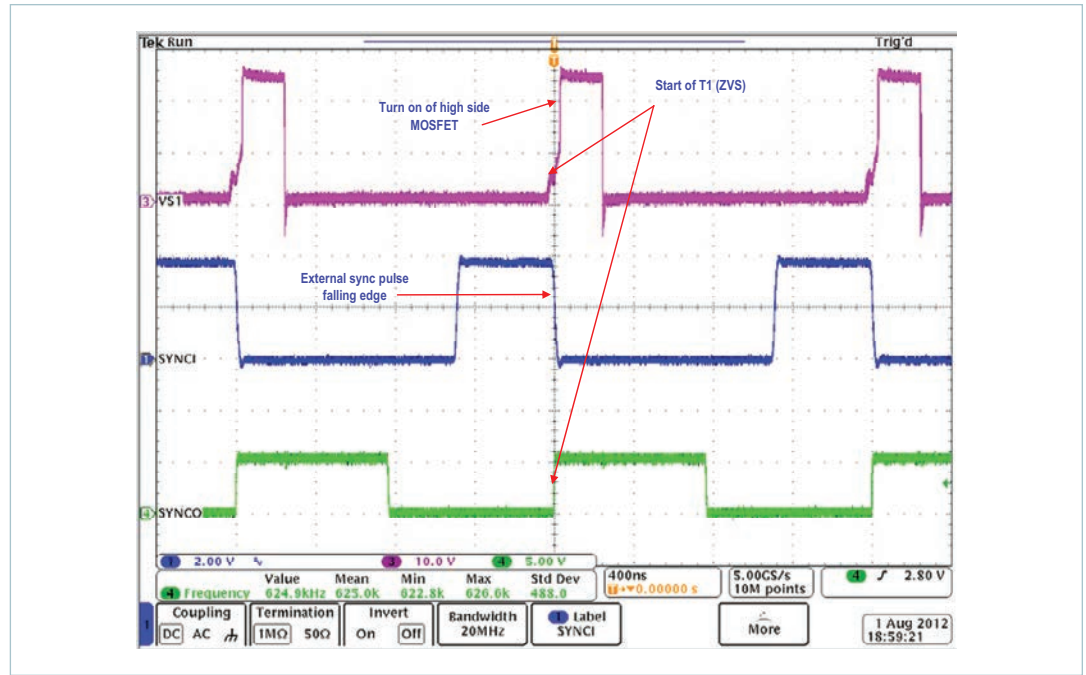 Tek Run
Trig'd
Start of T1 (ZVS)
Turn on of high side
MOSFET
3 VS1
External sync pulse
falling edge
1 SYNCI
4 SYNCO
1 2.00 V
3 10.0 V
4 5.00 V
Value Mean Min Max Std Dev
4 Frequency 624.9kHz 625.0k 622.8k 626.6k 488.0
400ns
T→▼0.00000 s
5.00GS/s
10M points
4 2.80 V
1
Coupling
DC AC
Termination
1MΩ 50Ω
Invert
On Off
Bandwidth
20MHz
1 Label
SYNCI
More
1 Aug 2012
18:59:21